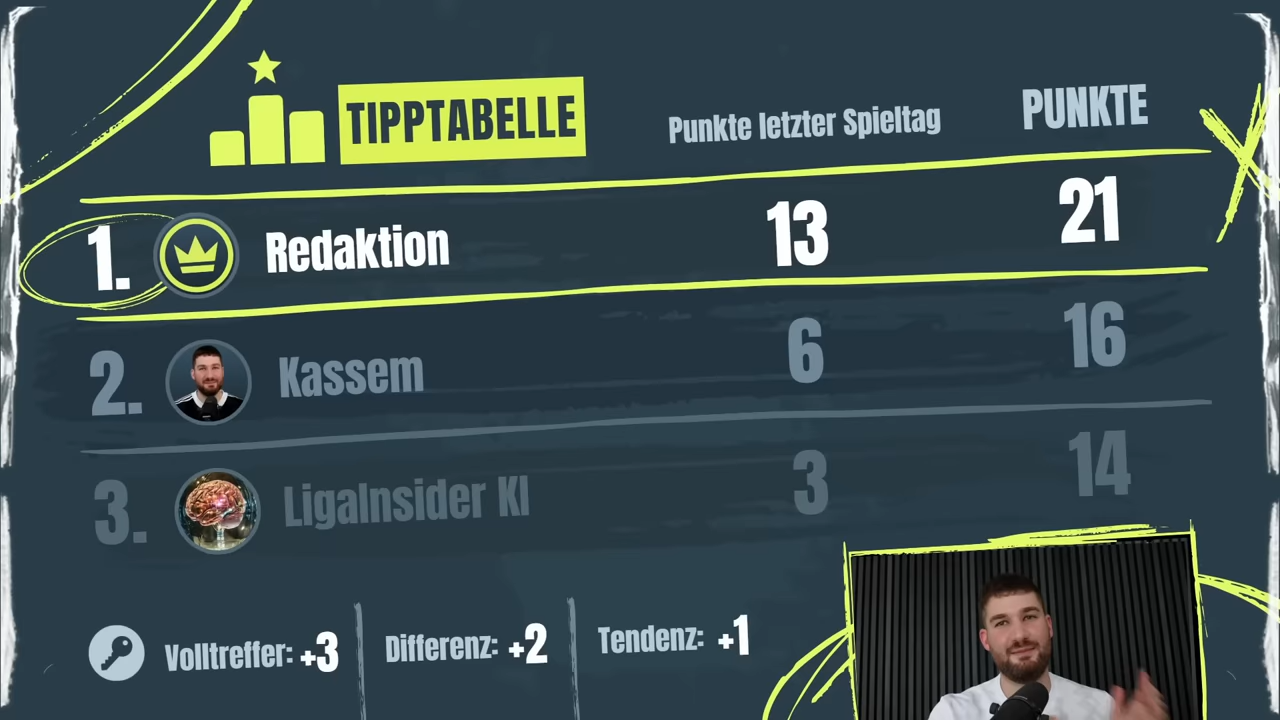 TIPPTABELLE Punkte letzter Spieltag PUNKTE
1. Redaktion 13 21
2. Kassem 6 16
3. LigaInsider KI 3 14
Volltreffer: +3 Differenz: +2 Tendenz: +1